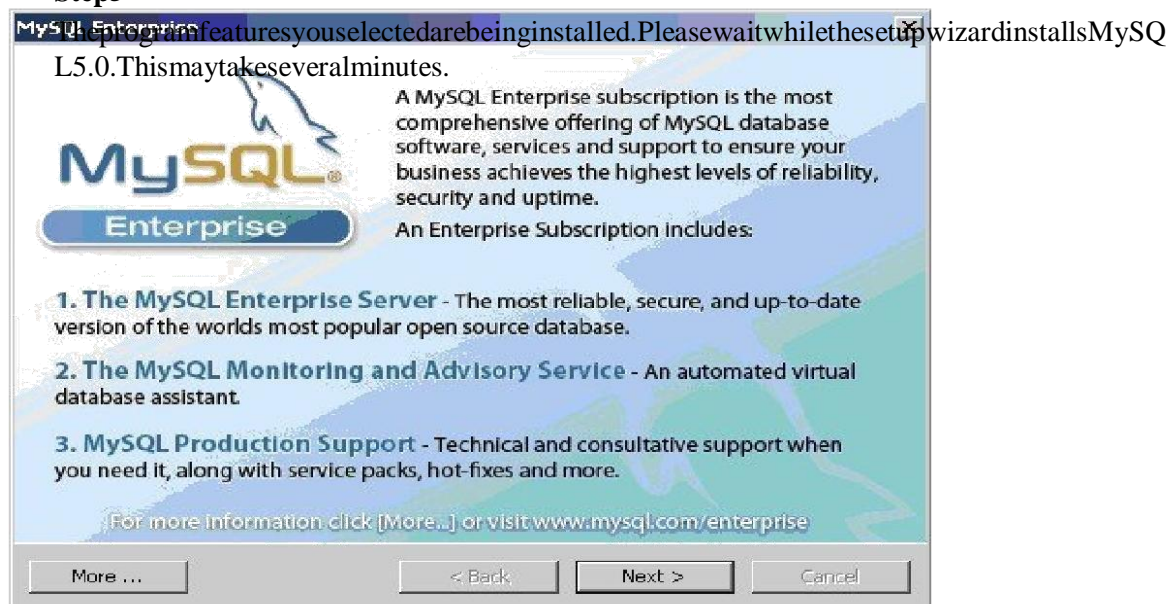 MySQL Enterprise
Theprogramfeaturesyouselectedarebeinginstalled.PleasewaitwhilethesetupwizardinstallsMySQ
L5.0.Thismaytakeseveralminutes.
MySQL®
Enterprise
A MySQL Enterprise subscription is the most
comprehensive offering of MySQL database
software, services and support to ensure your
business achieves the highest levels of reliability,
security and uptime.
An Enterprise Subscription includes:
1. The MySQL Enterprise Server - The most reliable, secure, and up-to-date
version of the worlds most popular open source database.
2. The MySQL Monitoring and Advisory Service - An automated virtual
database assistant.
3. MySQL Production Support - Technical and consultative support when
you need it, along with service packs, hot-fixes and more.
For more information click [More...] or visit www.mysql.com/enterprise
More ...
< Back
Next >
Cancel